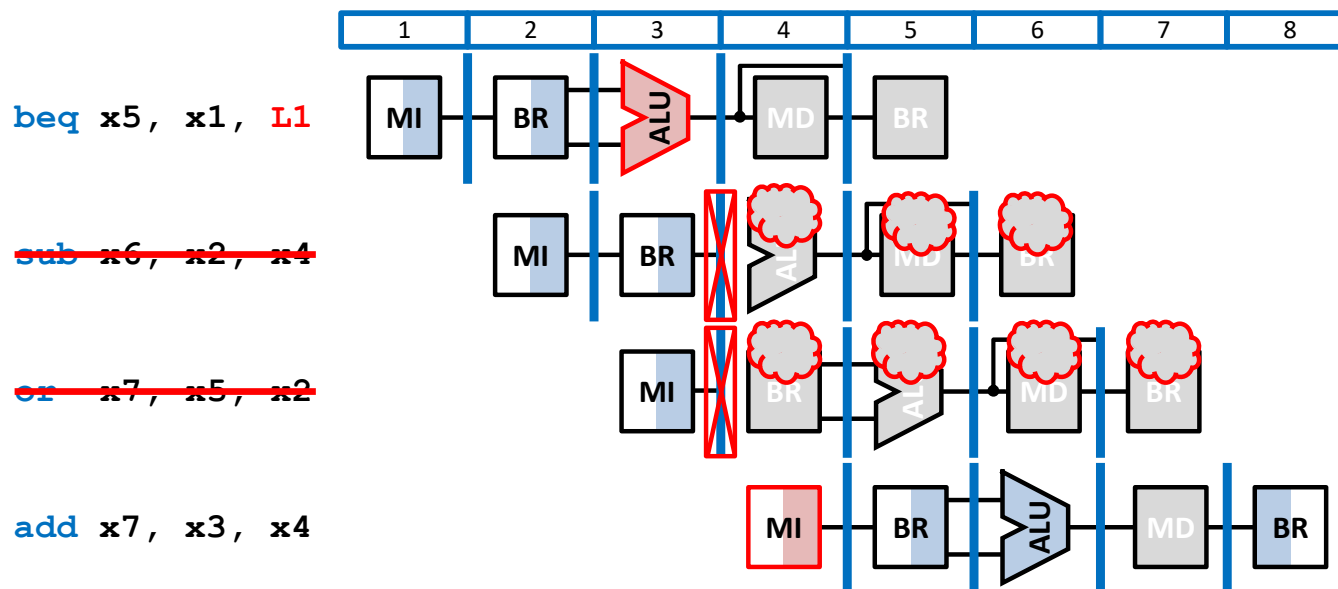 1 2 3 4 5 6 7 8
beq x5, x1, L1 MI BR ALU MD BR
sub x6, x2, x4 MI BR AL MD BR
or x7, x5, x2 MI BR AL MD BR
add x7, x3, x4 MI BR ALU MD BR